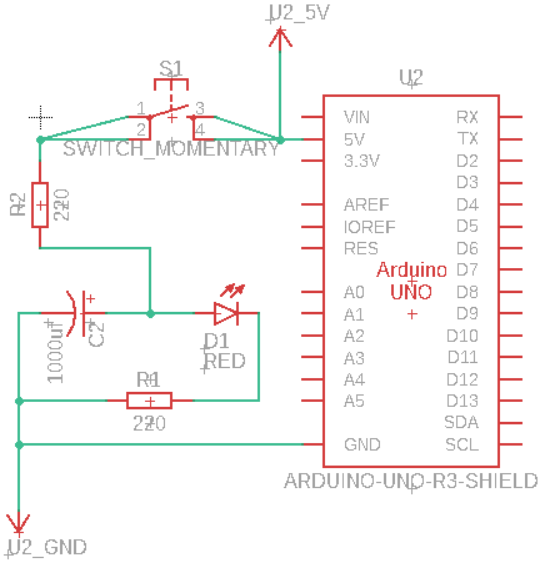 U2_5V
S1
1 3
2 4
SWITCH_MOMENTARY
R2
220
U2
VIN RX
5V TX
3.3V D2
D3
AREF D4
IOREF D5
RES D6
Arduino D7
UNO
A0 D8
A1 D9
A2 D10
A3 D11
A4 D12
A5 D13
SDA
GND SCL
ARDUINO-UNO-R3-SHIELD
+
C2
1000uf
D1
RED
R1
220
U2_GND